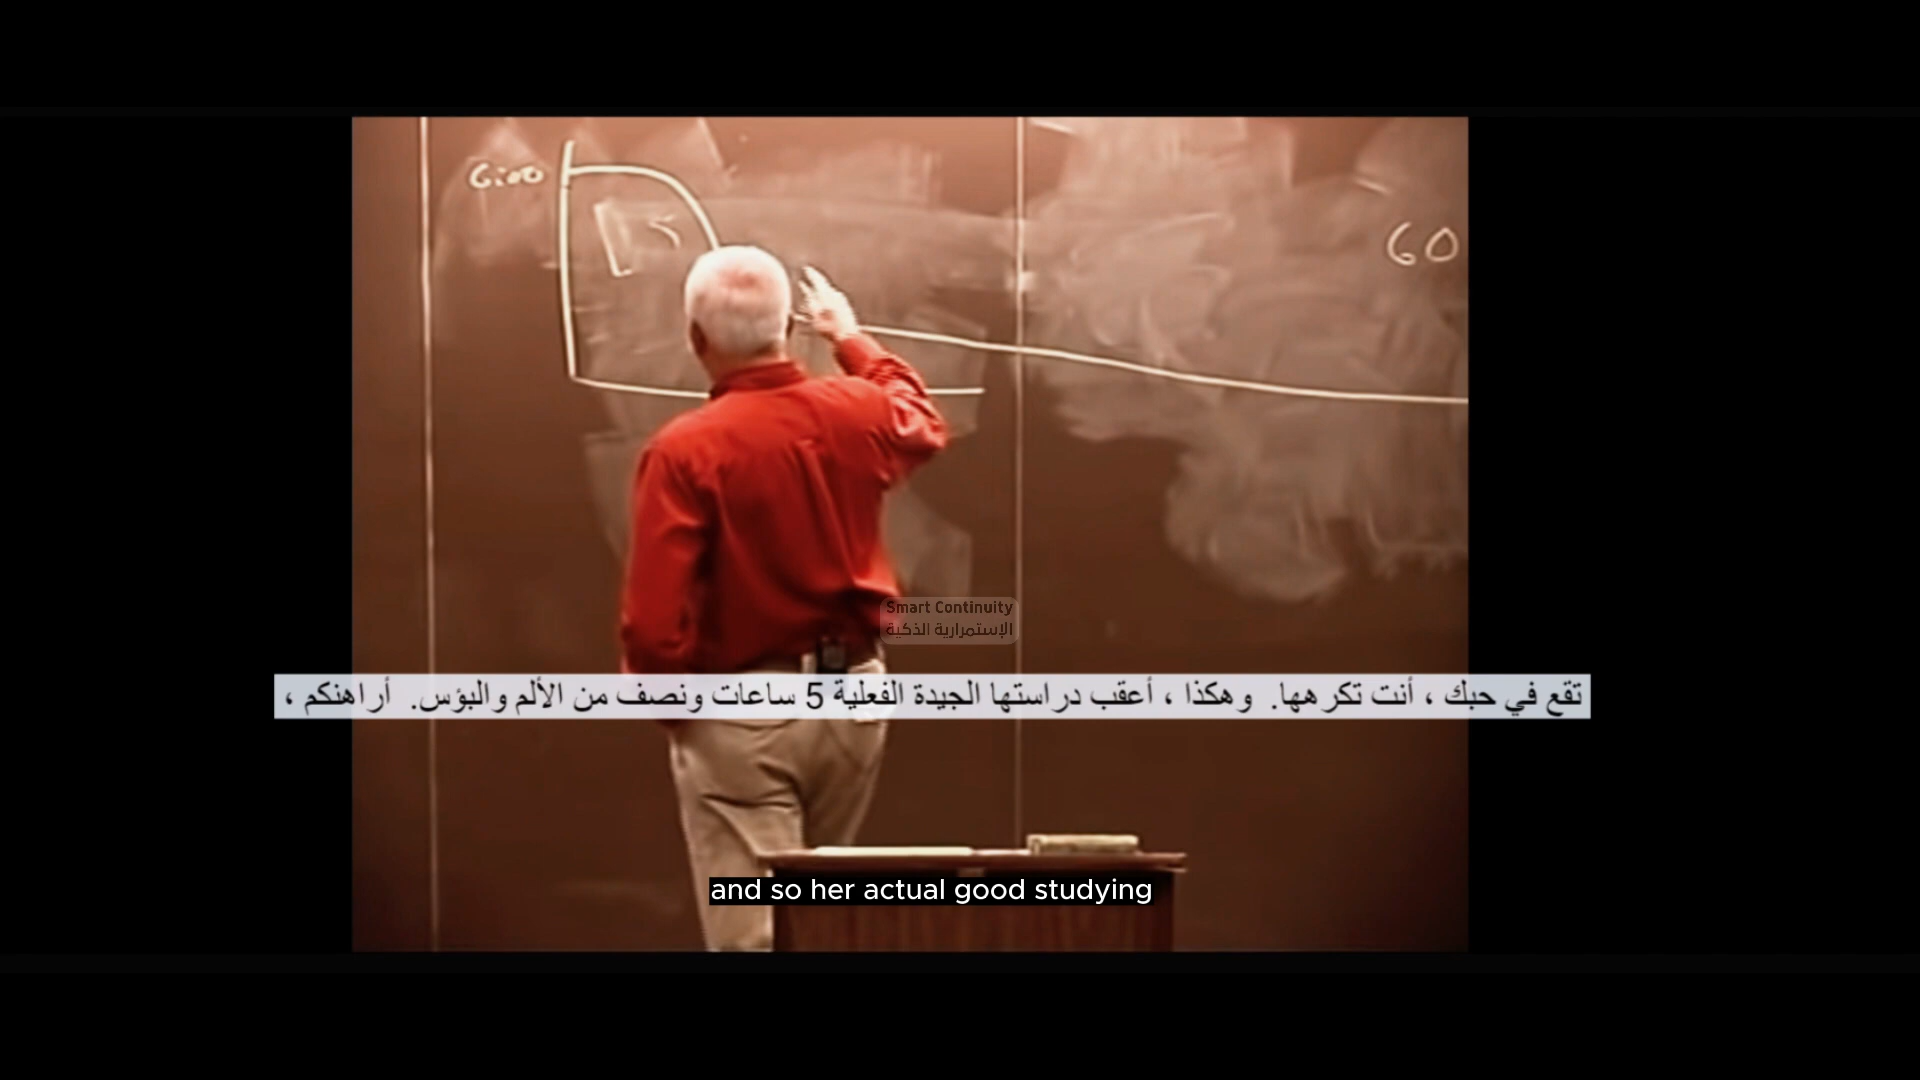 6:00
60
Smart Continuity
الإستمرارية الذكية
تقع في حبك ، أنت تكرهها. وهكذا ، أعقب دراستها الجيدة الفعلية 5 ساعات ونصف من الألم والبؤس. أراهنكم ،
and so her actual good studying